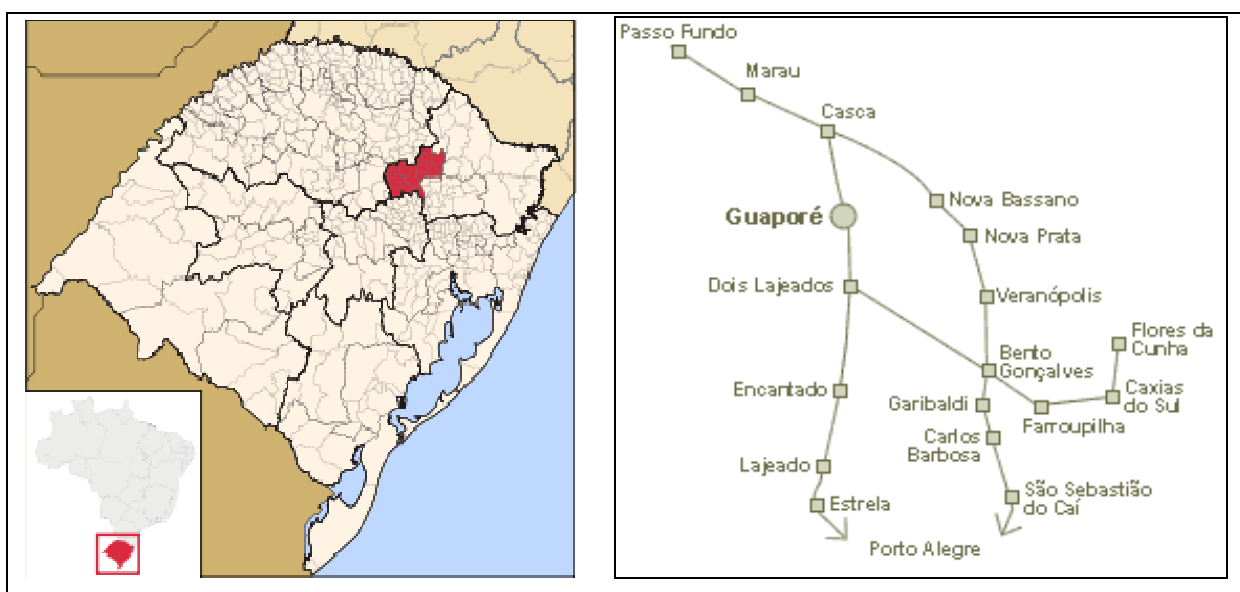 Passo Fundo
Marau
Casca
Nova Bassano
Guaporé
Nova Prata
Dois Lajeados
Veranópolis
Flores da
Cunha
Bento
Gonçalves
Encantado
Garibaldi
Caxias
do Sul
Farroupilha
Carlos
Barbosa
Lajeado
São Sebastião
do Caí
Estrela
Porto Alegre